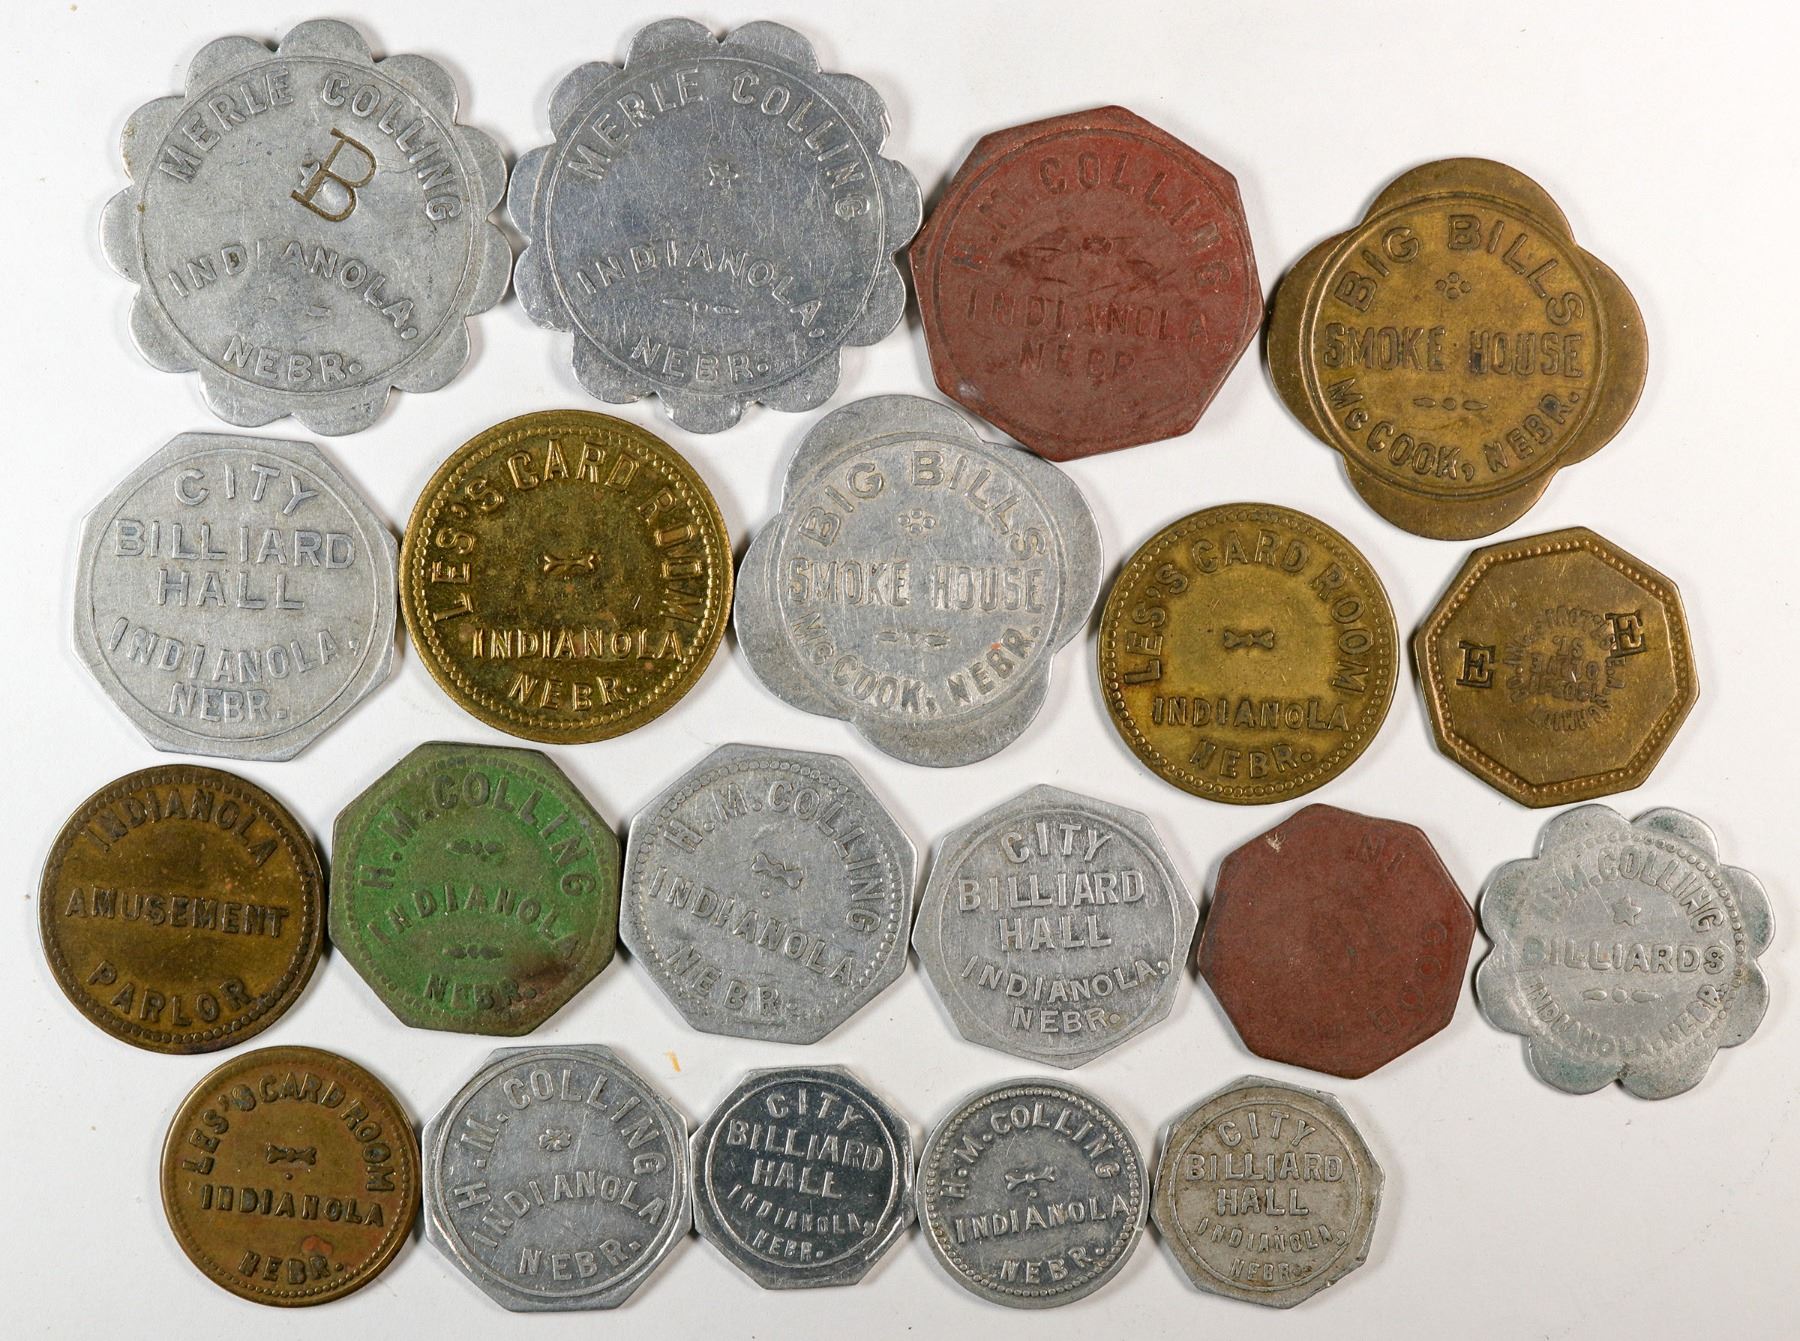 MERLE COLLING
B
INDIANOLA,
NEBR.
MERLE COLLING
INDIANOLA,
NEBR.
H.M. COLLING
INDIANOLA
NEBR.
BIG BILLS
SMOKE HOUSE
McCOOK, NEBR.
CITY
BILLIARD
HALL
INDIANOLA,
NEBR.
LES'S CARD ROOM
INDIANOLA
NEBR.
BIG BILLS
SMOKE HOUSE
McCOOK, NEBR.
LES'S CARD ROOM
INDIANOLA
NEBR.
E E
INDIANOLA
AMUSEMENT
PARLOR
H.M. COLLING
INDIANOLA
NEBR.
H.M. COLLING
INDIANOLA
NEBR.
CITY
BILLIARD
HALL
INDIANOLA,
NEBR.
IN
GOOD
H.M. COLLING
BILLIARDS
INDIANOLA, NEBR.
LES'S CARD ROOM
INDIANOLA
NEBR.
H.M. COLLING
INDIANOLA
NEBR.
CITY
BILLIARD
HALL
INDIANOLA,
NEBR.
H.M. COLLING
INDIANOLA
NEBR.
CITY
BILLIARD
HALL
INDIANOLA,
NEBR.